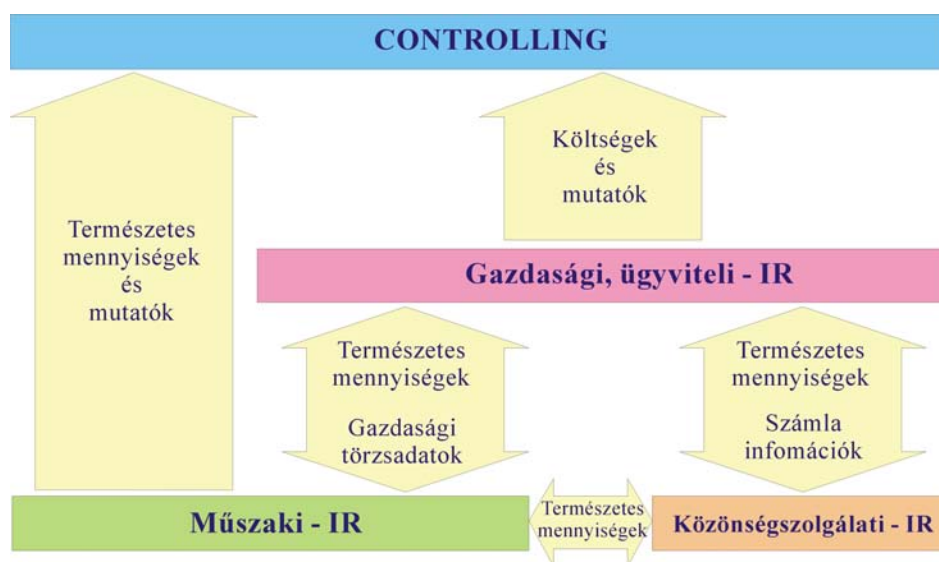 CONTROLLING
Költségek
és
mutatók
Természetes
mennyiségek
és
mutatók
Gazdasági, ügyviteli - IR
Természetes
mennyiségek
Gazdasági
törzsadatok
Természetes
mennyiségek
Számla
infomációk
Műszaki - IR
Természetes
mennyiségek
Közönségszolgálati - IR